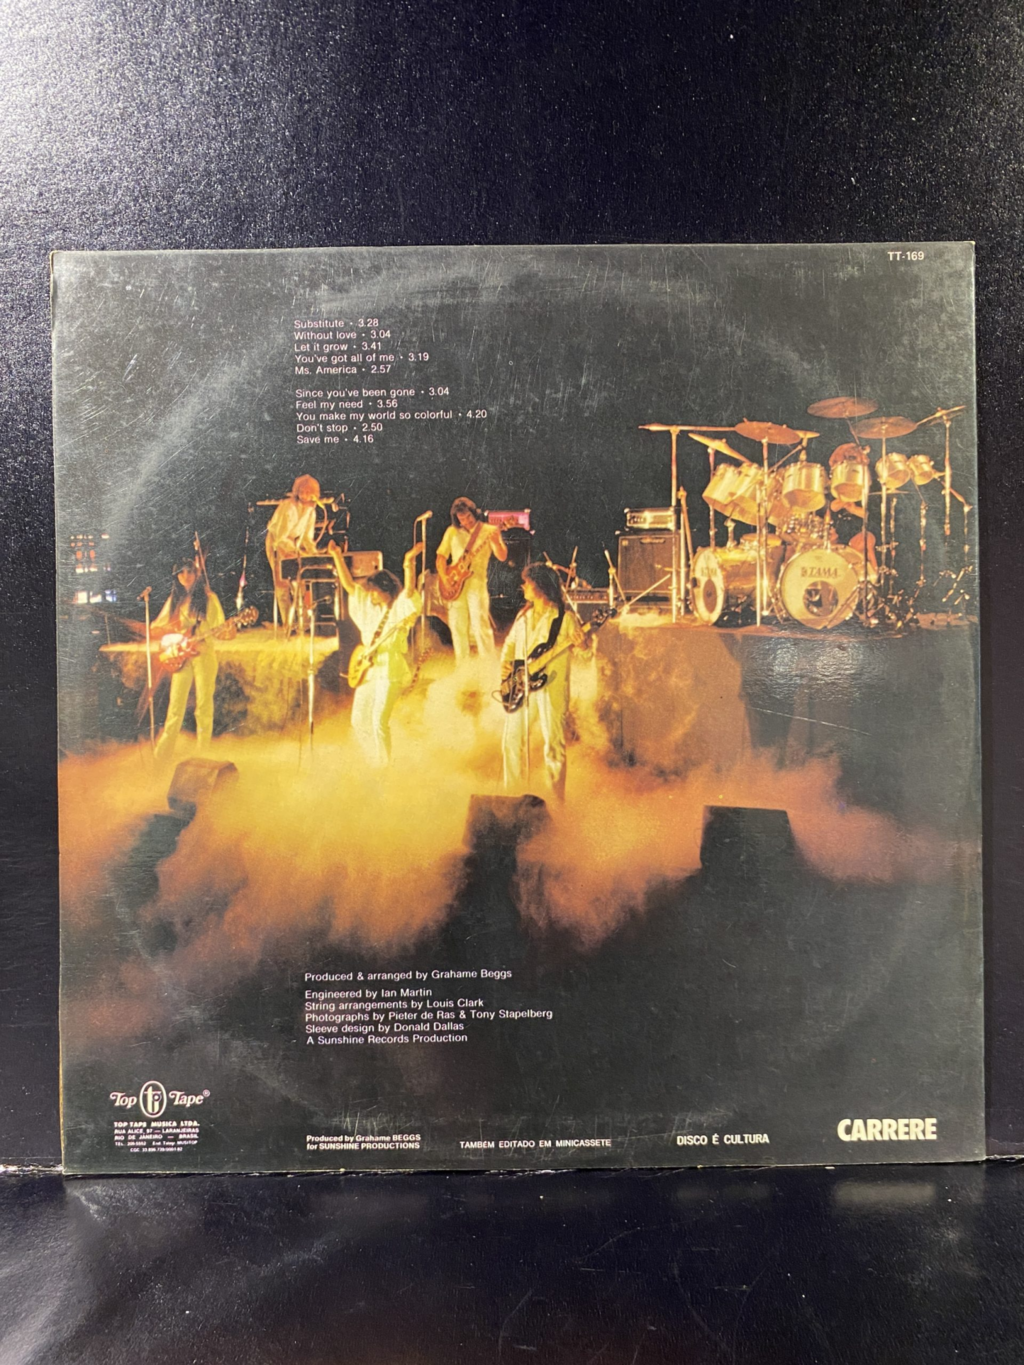 TT-169
Substitute • 3.28
Without love • 3.04
Let it grow • 3.41
You've got all of me • 3.19
Ms. America • 2.57
Since you've been gone • 3.04
Feel my need • 3.56
You make my world so colorful • 4.20
Don't stop • 2.50
Save me • 4.16
TAMA
Produced & arranged by Grahame Beggs
Engineered by Ian Martin
String arrangements by Louis Clark
Photographs by Pieter de Ras & Tony Stapelberg
Sleeve design by Donald Dallas
A Sunshine Records Production
Top Tape®
TOP TAPE MUSICA LTDA.
RUA ALICE, 57 — LARANJEIRAS
RIO DE JANEIRO — BRASIL
Produced by Grahame BEGGS
for SUNSHINE PRODUCTIONS
TAMBÉM EDITADO EM MINICASSETE
DISCO É CULTURA
CARRERE